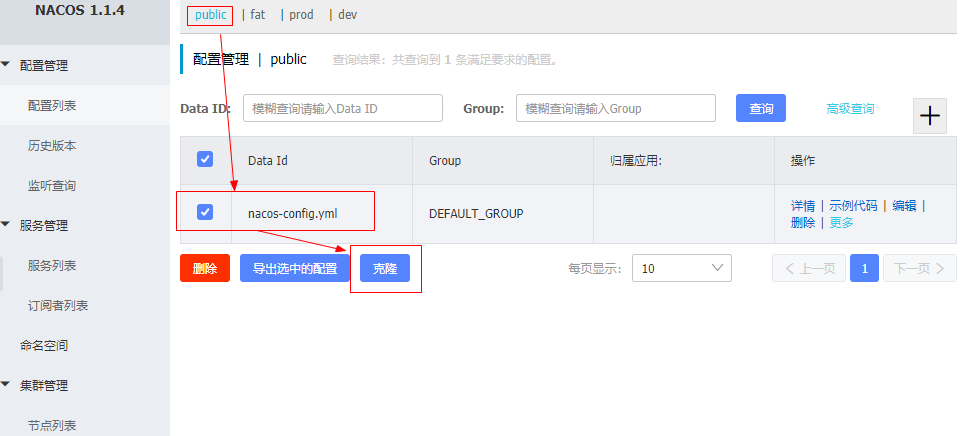 NACOS 1.1.4
public | fat | prod | dev
配置管理 | public 查询结果：共查询到 1 条满足要求的配置。
Data ID: 模糊查询请输入Data ID Group: 模糊查询请输入Group 查询 高级查询 +
Data Id Group 归属应用: 操作
nacos-config.yml DEFAULT_GROUP 详情 | 示例代码 | 编辑 |
删除 | 更多
删除 导出选中的配置 克隆 每页显示: 10 < 上一页 1 下一页 >
配置管理
配置列表
历史版本
监听查询
服务管理
服务列表
订阅者列表
命名空间
集群管理
节点列表